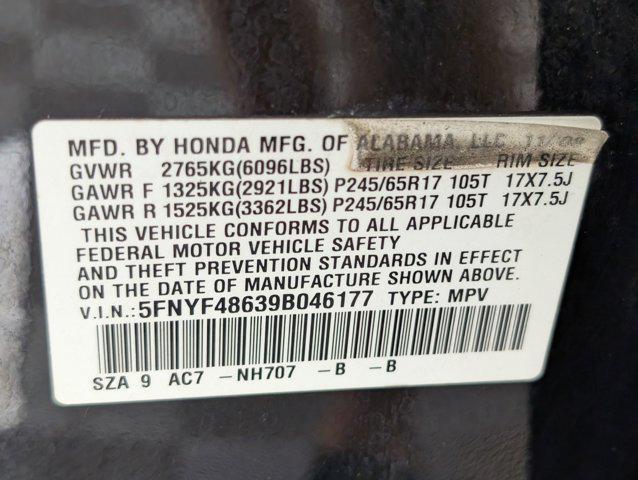 MFD. BY HONDA MFG. OF ALABAMA, LLC
GVWR 2765KG(6096LBS) TIRE SIZE RIM SIZE
GAWR F 1325KG(2921LBS) P245/65R17 105T 17X7.5J
GAWR R 1525KG(3362LBS) P245/65R17 105T 17X7.5J
THIS VEHICLE CONFORMS TO ALL APPLICABLE
FEDERAL MOTOR VEHICLE SAFETY
AND THEFT PREVENTION STANDARDS IN EFFECT
ON THE DATE OF MANUFACTURE SHOWN ABOVE.
V.I.N.:5FNYF48639B046177 TYPE: MPV
SZA 9 AC7 -NH707 -B -B